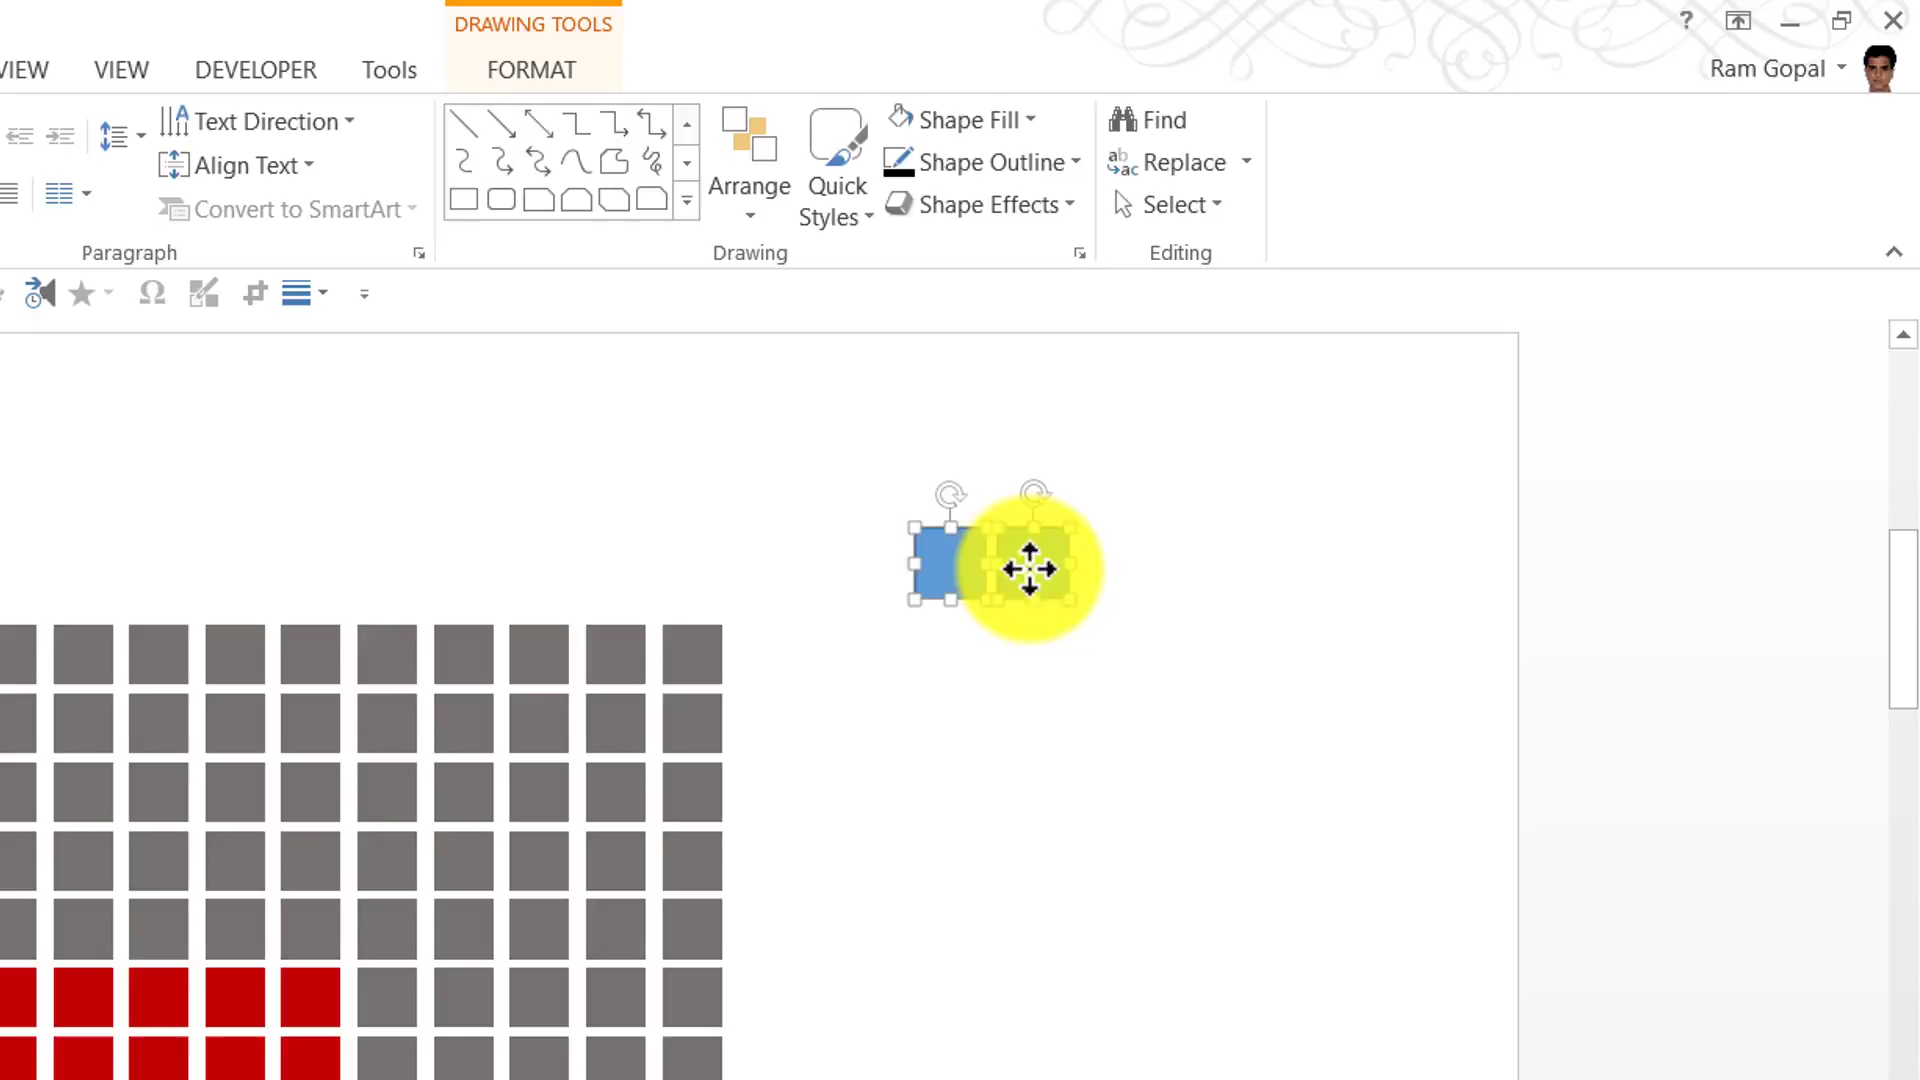 DRAWING TOOLS
?
VIEW
VIEW
DEVELOPER
Tools
FORMAT
Ram Gopal
Text Direction
Align Text
Convert to SmartArt
Arrange
Quick
Styles
Shape Fill
Shape Outline
Shape Effects
Find
Replace
Select
Paragraph
Drawing
Editing